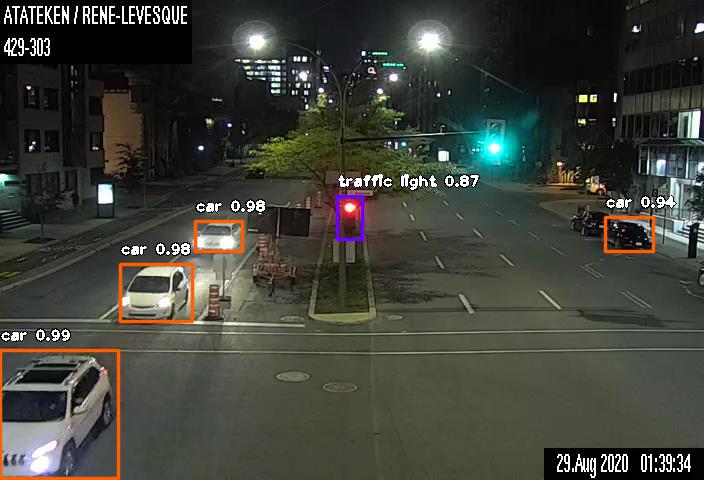 ATATEKEN / RENE-LEVESQUE
429-303
traffic light 0.87
car 0.98
car 0.94
car 0.98
car 0.99
29.Aug 2020 01:39:34